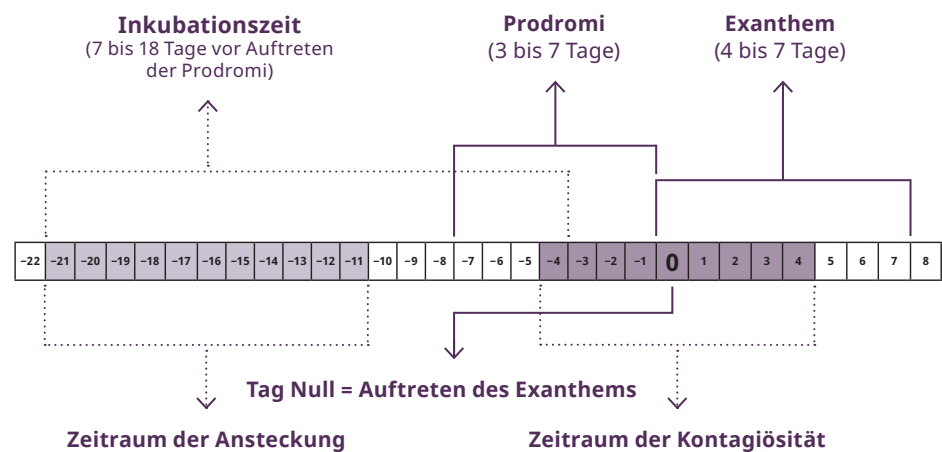 Inkubationszeit
(7 bis 18 Tage vor Auftreten
der Prodromi)
Prodromi
(3 bis 7 Tage)
Exanthem
(4 bis 7 Tage)
−22 −21 −20 −19 −18 −17 −16 −15 −14 −13 −12 −11 −10 −9 −8 −7 −6 −5 −4 −3 −2 −1 0 1 2 3 4 5 6 7 8
Tag Null = Auftreten des Exanthems
Zeitraum der Ansteckung
Zeitraum der Kontagiösität